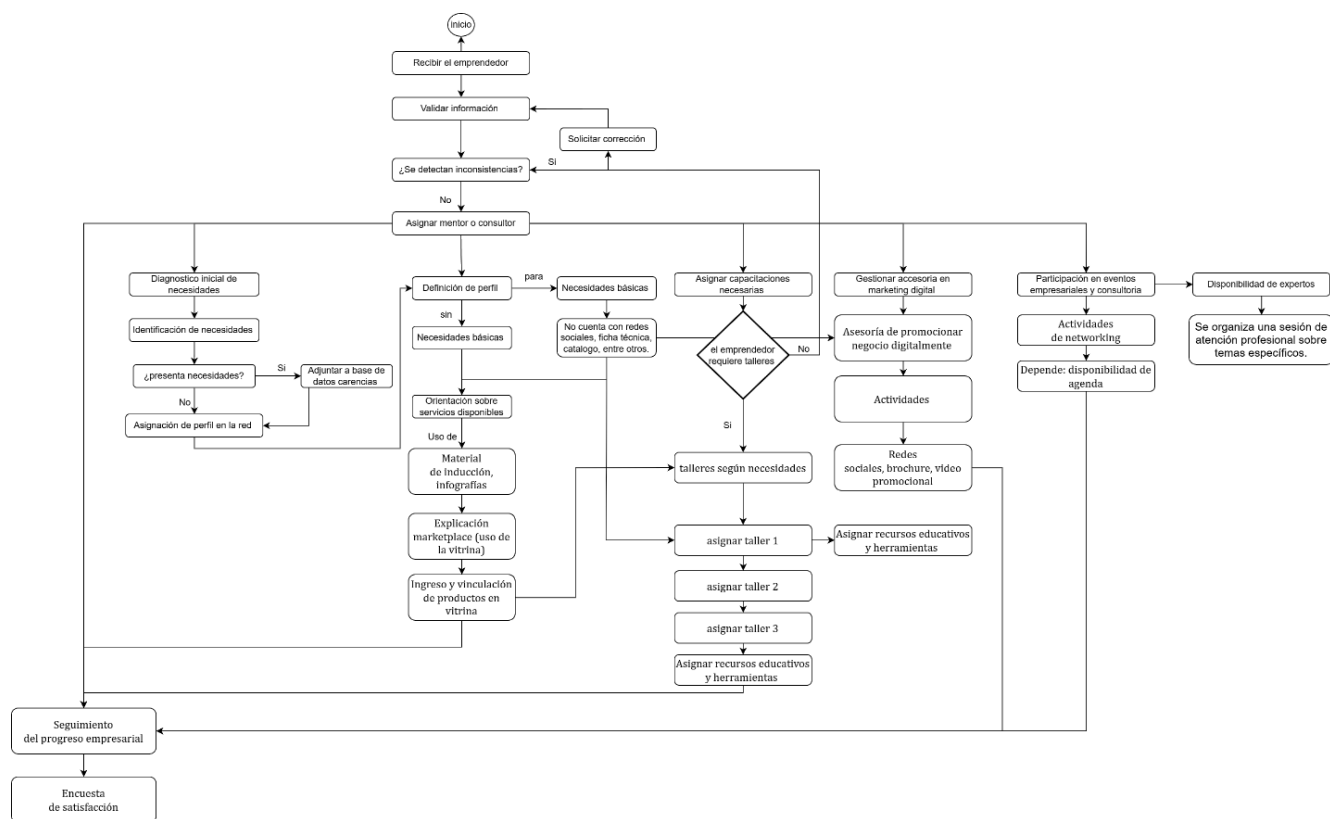 inicio
Recibir el emprendedor
Validar información
Solicitar corrección
¿Se detectan inconsistencias?
Si
No
Asignar mentor o consultor
Diagnostico inicial de
necesidades
Identificación de necesidades
¿presenta necesidades?
Si
Adjuntar a base de
datos carencias
No
Asignación de perfil en la red
Definición de perfil
para
Necesidades básicas
No cuenta con redes
sociales, ficha técnica,
catalogo, entre otros.
sin
Necesidades básicas
Orientación sobre
servicios disponibles
Uso de
Material
de inducción,
infografías
Explicación
marketplace (uso de
la vitrina)
Ingreso y vinculación
de productos en
vitrina
Asignar capacitaciones
necesarias
el emprendedor
requiere talleres
No
Si
talleres según necesidades
asignar taller 1
Asignar recursos educativos
y herramientas
asignar taller 2
asignar taller 3
Asignar recursos educativos
y herramientas
Gestionar accesoria en
marketing digital
Asesoría de promocionar
negocio digitalmente
Actividades
Redes
sociales, brochure, video
promocional
Participación en eventos
empresariales y consultoria
Actividades
de networking
Depende: disponibilidad de
agenda
Disponibilidad de expertos
Se organiza una sesión de
atención profesional sobre
temas específicos.
Seguimiento
del progreso empresarial
Encuesta
de satisfacción